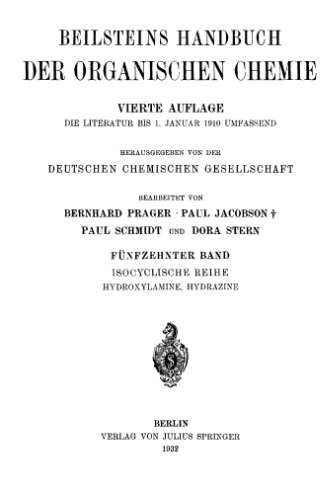 BEILSTEINS HANDBUCH
DER ORGANISCHEN CHEMIE
VIERTE AUFLAGE
DIE LITERATUR BIS 1. JANUAR 1910 UMFASSEND
HERAUSGEGEBEN VON DER
DEUTSCHEN CHEMISCHEN GESELLSCHAFT
BEARBEITET VON
BERNHARD PRAGER · PAUL JACOBSON †
PAUL SCHMIDT UND DORA STERN
FÜNFZEHNTER BAND
ISOCYCLISCHE REIHE
HYDROXYLAMINE, HYDRAZINE
BERLIN
VERLAG VON JULIUS SPRINGER
1932